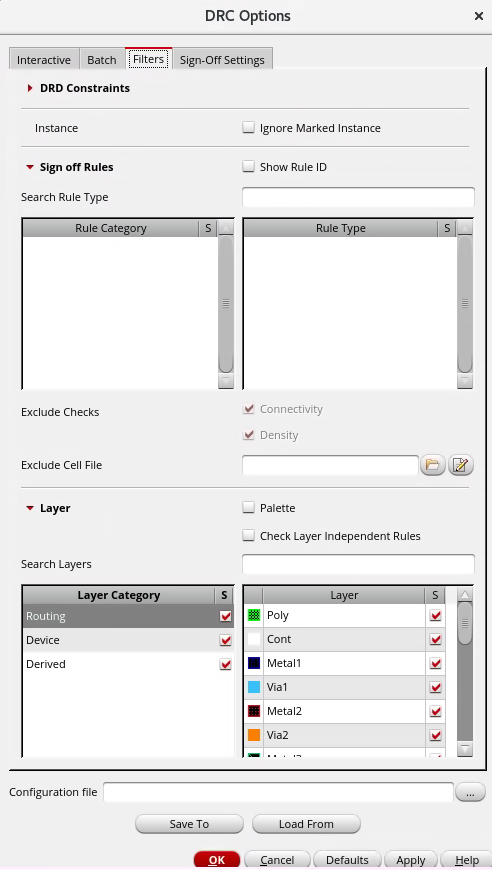 DRC Options
Interactive Batch Filters Sign-Off Settings
DRD Constraints
Instance Ignore Marked Instance
Sign off Rules Show Rule ID
Search Rule Type
Rule Category S Rule Type S
Exclude Checks Connectivity
Density
Exclude Cell File
Layer Palette
Check Layer Independent Rules
Search Layers
Layer Category S Layer S
Routing Poly
Device Cont
Derived Metal1
Via1
Metal2
Via2
Configuration file ...
Save To Load From
OK Cancel Defaults Apply Help